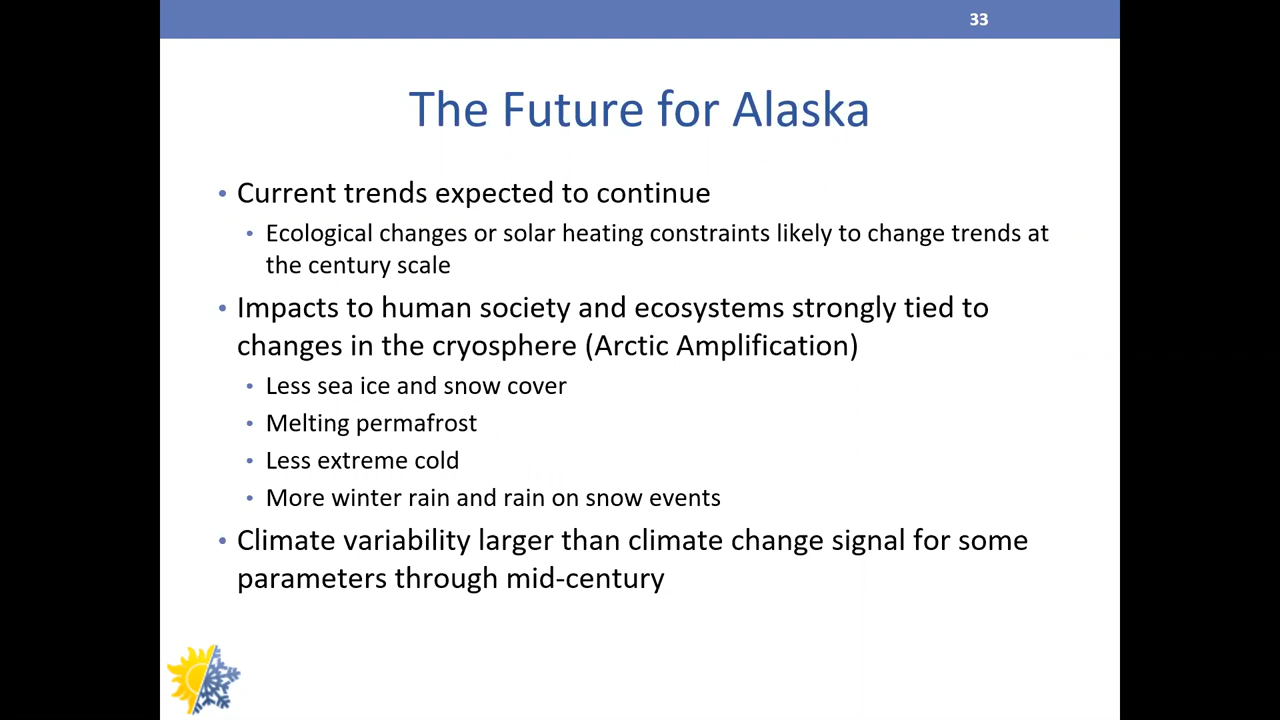 33
The Future for Alaska
• Current trends expected to continue
• Ecological changes or solar heating constraints likely to change trends at
the century scale
• Impacts to human society and ecosystems strongly tied to
changes in the cryosphere (Arctic Amplification)
• Less sea ice and snow cover
• Melting permafrost
• Less extreme cold
• More winter rain and rain on snow events
• Climate variability larger than climate change signal for some
parameters through mid-century